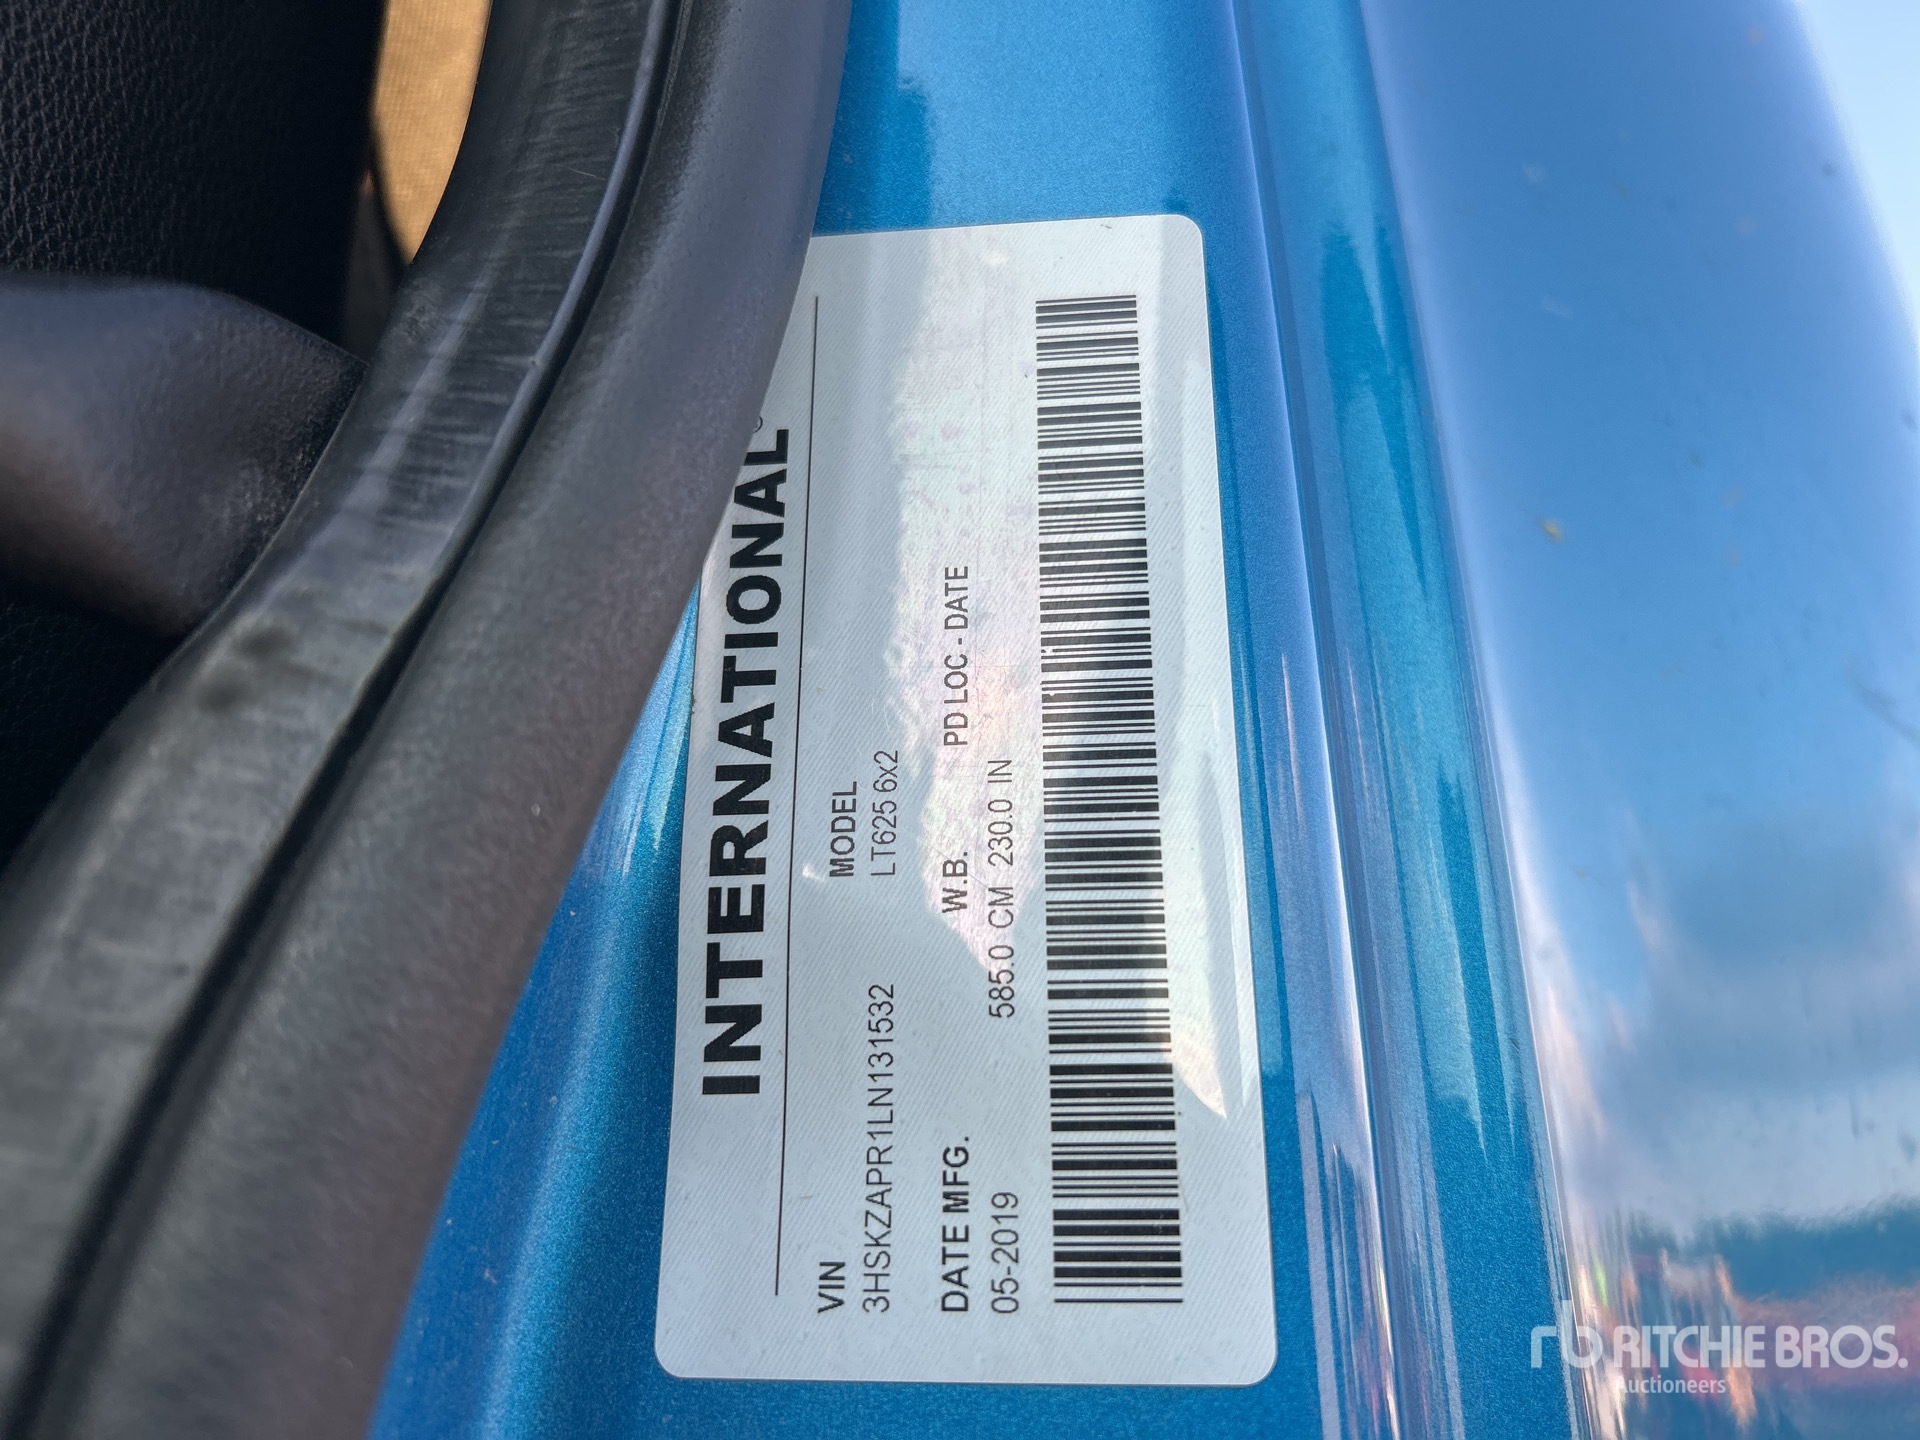 INTERNATIONAL®
VIN MODEL
3HSKZAPR1LN131532 LT625 6x2
DATE MFG. W.B. PD LOC - DATE
05-2019 585.0 CM 230.0 IN
rb RITCHIE BROS.
Auctioneers